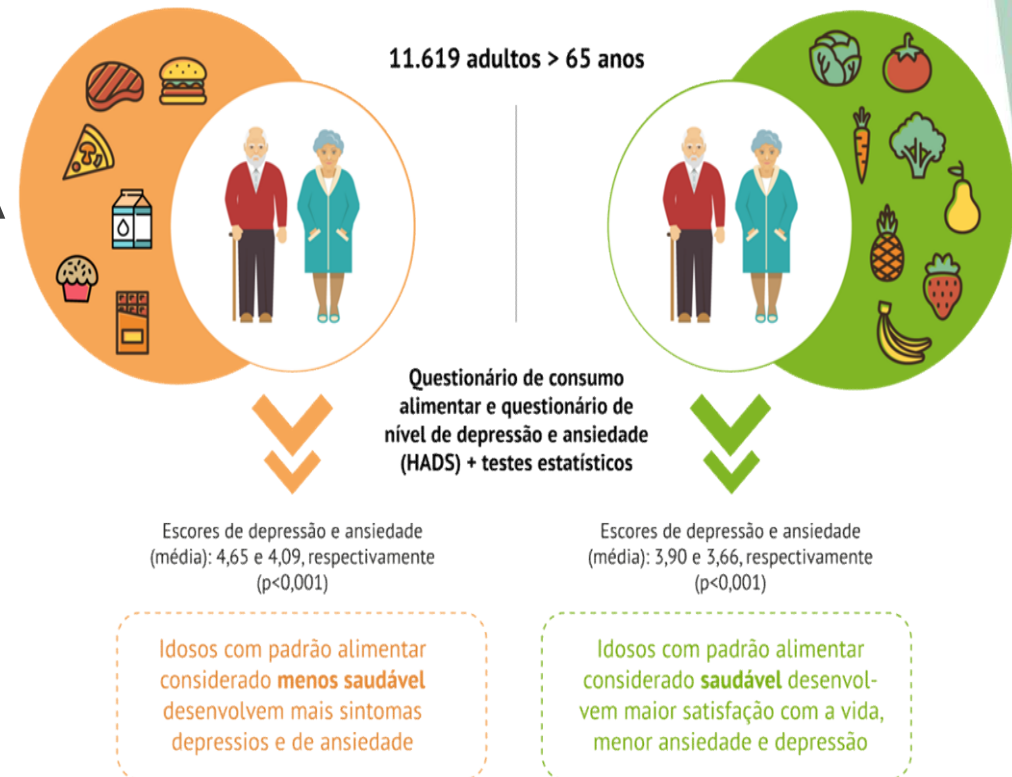 11.619 adultos > 65 anos
Questionário de consumo
alimentar e questionário de
nível de depressão e ansiedade
(HADS) + testes estatísticos
Escores de depressão e ansiedade
(média): 4,65 e 4,09, respectivamente
(p<0,001)
Idosos com padrão alimentar
considerado menos saudável
desenvolvem mais sintomas
depressios e de ansiedade
Escores de depressão e ansiedade
(média): 3,90 e 3,66, respectivamente
(p<0,001)
Idosos com padrão alimentar
considerado saudável desenvol-
vem maior satisfação com a vida,
menor ansiedade e depressão